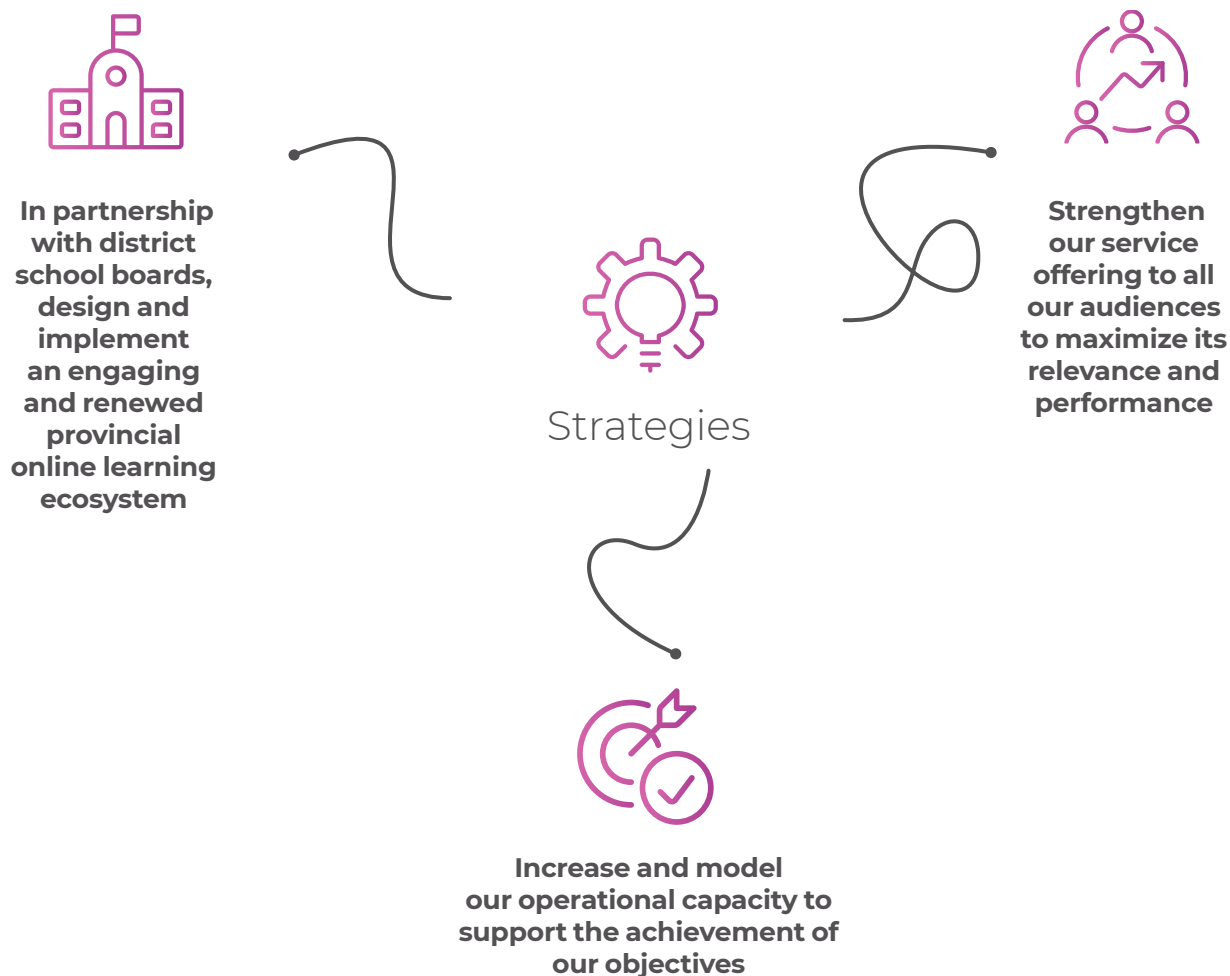 In partnership
with district
school boards,
design and
implement
an engaging
and renewed
provincial
online learning
ecosystem
Strategies
Strengthen
our service
offering to all
our audiences
to maximize its
relevance and
performance
Increase and model
our operational capacity to
support the achievement of
our objectives